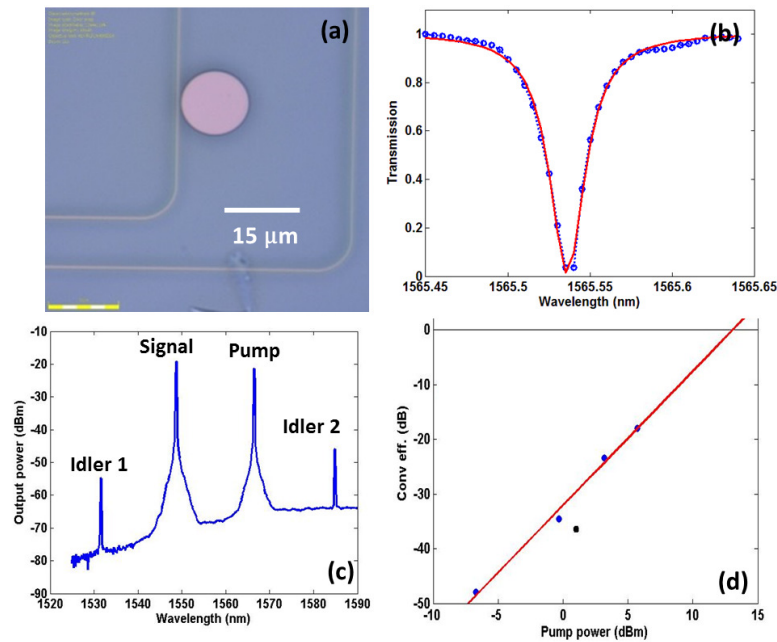 (a)
15 μm
(b)
Transmission
1
0.8
0.6
0.4
0.2
0
1565.45 1565.5 1565.55 1565.6 1565.65
Wavelength (nm)
Output power (dBm)
-10
-20
-30
-40
-50
-60
-70
-80
-90
Signal
Pump
Idler 1
Idler 2
(c)
1520 1530 1540 1550 1560 1570 1580 1590
Wavelength (nm)
Conv eff. (dB)
0
-10
-20
-30
-40
-50
(d)
-10 -5 0 5 10 15
Pump power (dBm)